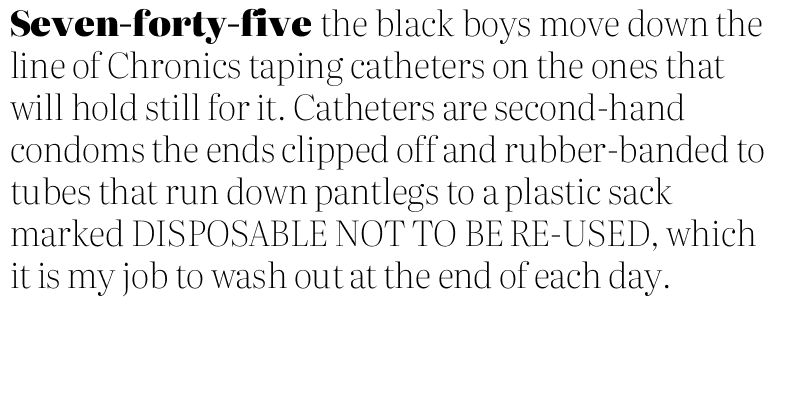 Seven-forty-five the black boys move down the
line of Chronics taping catheters on the ones that
will hold still for it. Catheters are second-hand
condoms the ends clipped off and rubber-banded to
tubes that run down pantlegs to a plastic sack
marked DISPOSABLE NOT TO BE RE-USED, which
it is my job to wash out at the end of each day.